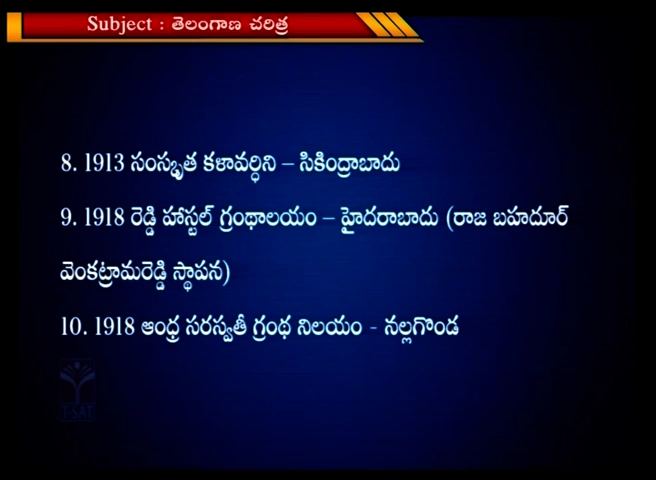 Subject : తెలంగాణ చరిత్ర
8. 1913 సంస్కృత కళావర్ధిని – సికింద్రాబాదు
9. 1918 రెడ్డి హాస్టల్ గ్రంథాలయం – హైదరాబాదు (రాజ బహదూర్
వెంకట్రామరెడ్డి స్థాపన)
10. 1918 ఆంధ్ర సరస్వతీ గ్రంథ నిలయం - నల్లగొండ
T-SAT